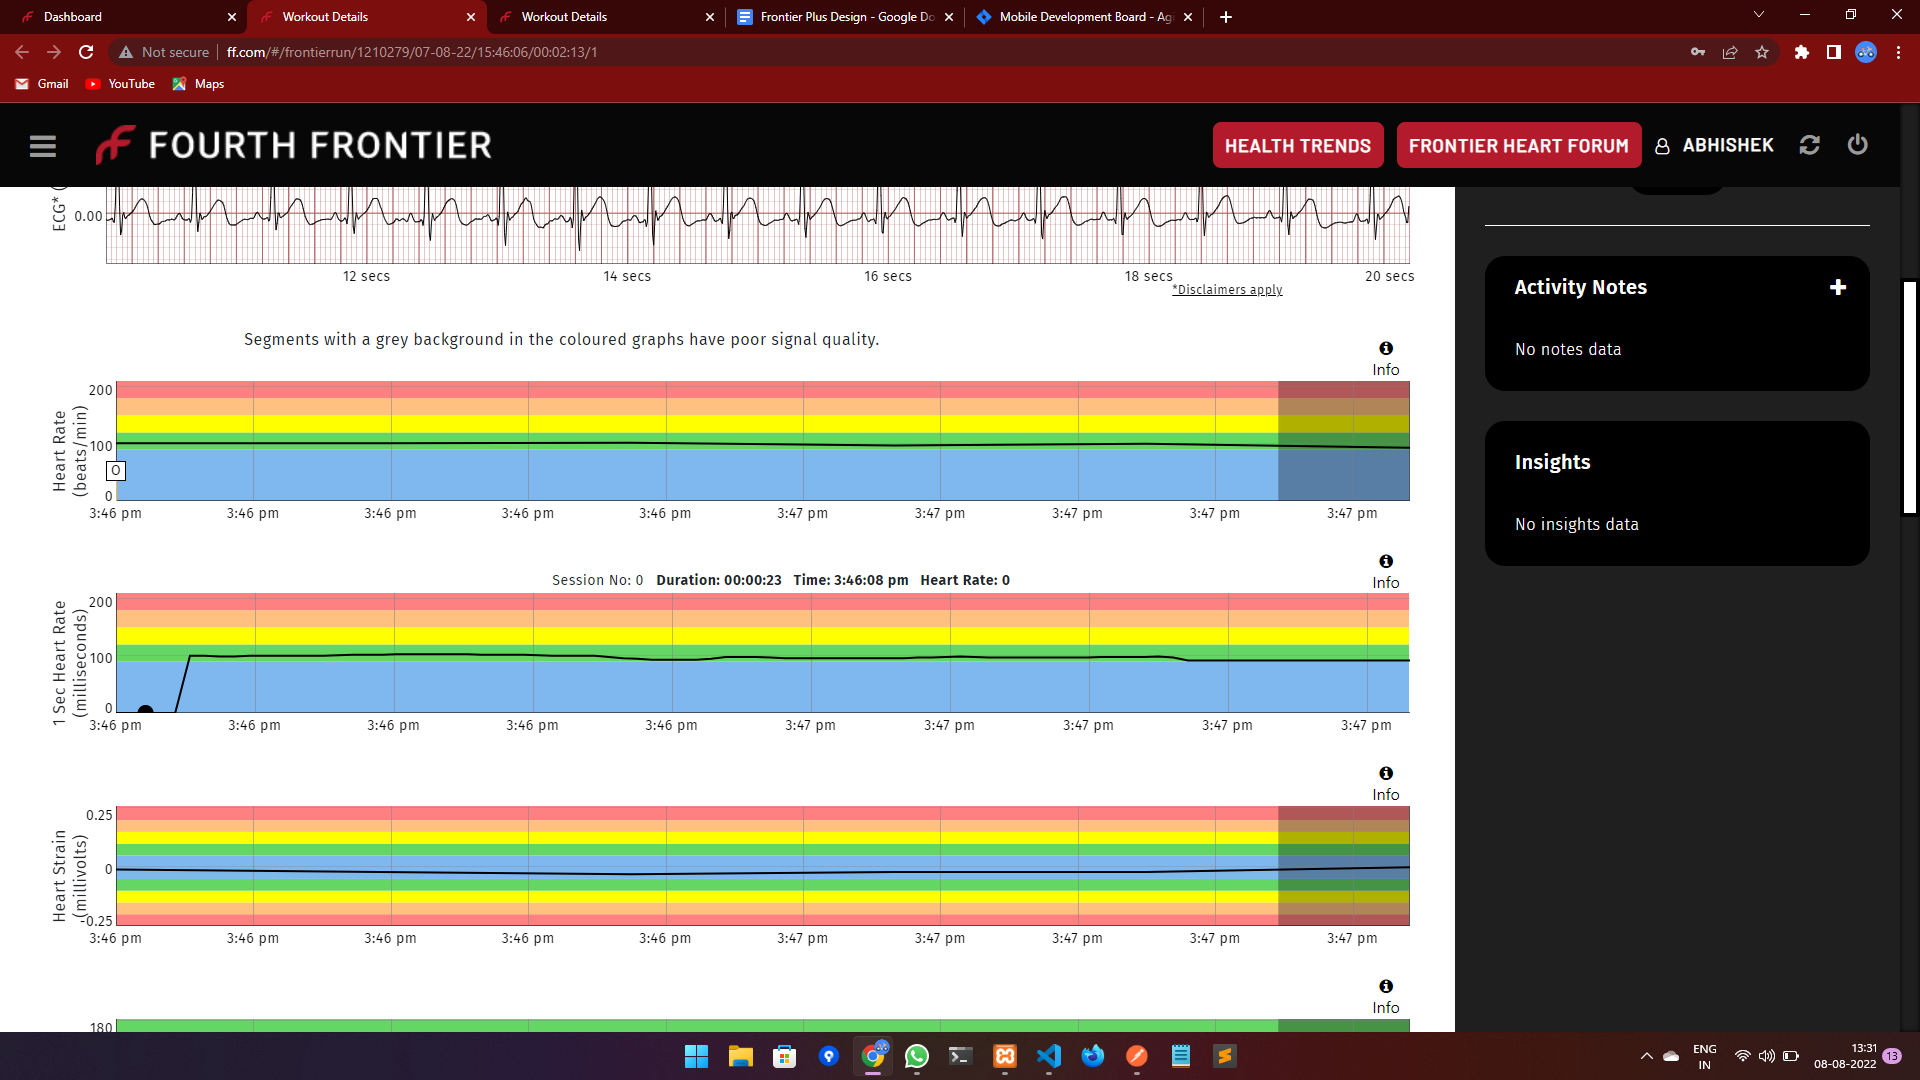 Dashboard
Workout Details
Workout Details
Frontier Plus Design - Google Do
Mobile Development Board - Agi
Not secure
ff.com/#/frontierrun/1210279/07-08-22/15:46:06/00:02:13/1
Gmail
YouTube
Maps
FOURTH FRONTIER
HEALTH TRENDS
FRONTIER HEART FORUM
ABHISHEK
ECG* (
0.00
12 secs
14 secs
16 secs
18 secs
20 secs
*Disclaimers apply
Segments with a grey background in the coloured graphs have poor signal quality.
Info
Heart Rate
(beats/min)
200
100
0
O
3:46 pm
3:46 pm
3:46 pm
3:46 pm
3:46 pm
3:47 pm
3:47 pm
3:47 pm
3:47 pm
3:47 pm
Session No: 0 Duration: 00:00:23 Time: 3:46:08 pm Heart Rate: 0
Info
1 Sec Heart Rate
(milliseconds)
200
100
0
3:46 pm
3:46 pm
3:46 pm
3:46 pm
3:46 pm
3:47 pm
3:47 pm
3:47 pm
3:47 pm
3:47 pm
Info
Heart Strain
(millivolts)
0.25
0
-0.25
3:46 pm
3:46 pm
3:46 pm
3:46 pm
3:46 pm
3:47 pm
3:47 pm
3:47 pm
3:47 pm
3:47 pm
Info
180
Activity Notes
No notes data
Insights
No insights data
ENG
IN
13:31
08-08-2022
13